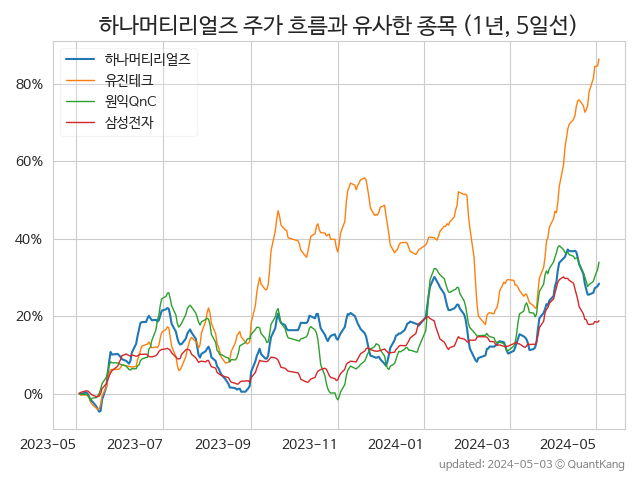 하나머티리얼즈 주가 흐름과 유사한 종목 (1년, 5일선)
하나머티리얼즈
유진테크
원익QnC
삼성전자
80%
60%
40%
20%
0%
2023-05 2023-07 2023-09 2023-11 2024-01 2024-03 2024-05
updated: 2024-05-03 © QuantKang